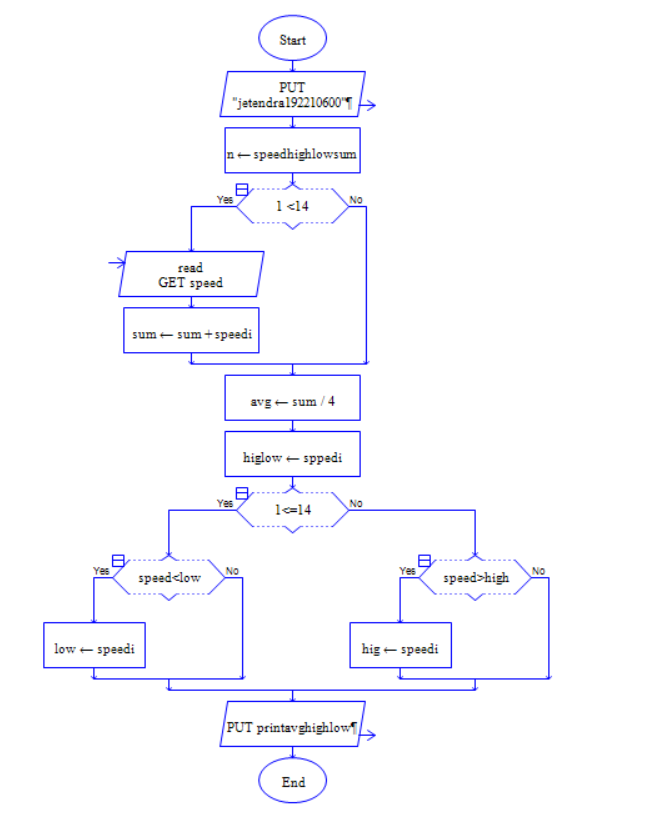 Start
PUT
"jetendra192210600"¶
n ← speedhighlowsum
Yes
1 <14
No
read
GET speed
sum ← sum + speedi
avg ← sum / 4
higlow ← sppedi
Yes
1<=14
No
Yes
speed<low
No
Yes
speed>high
No
low ← speedi
hig ← speedi
PUT printavghighlow¶
End